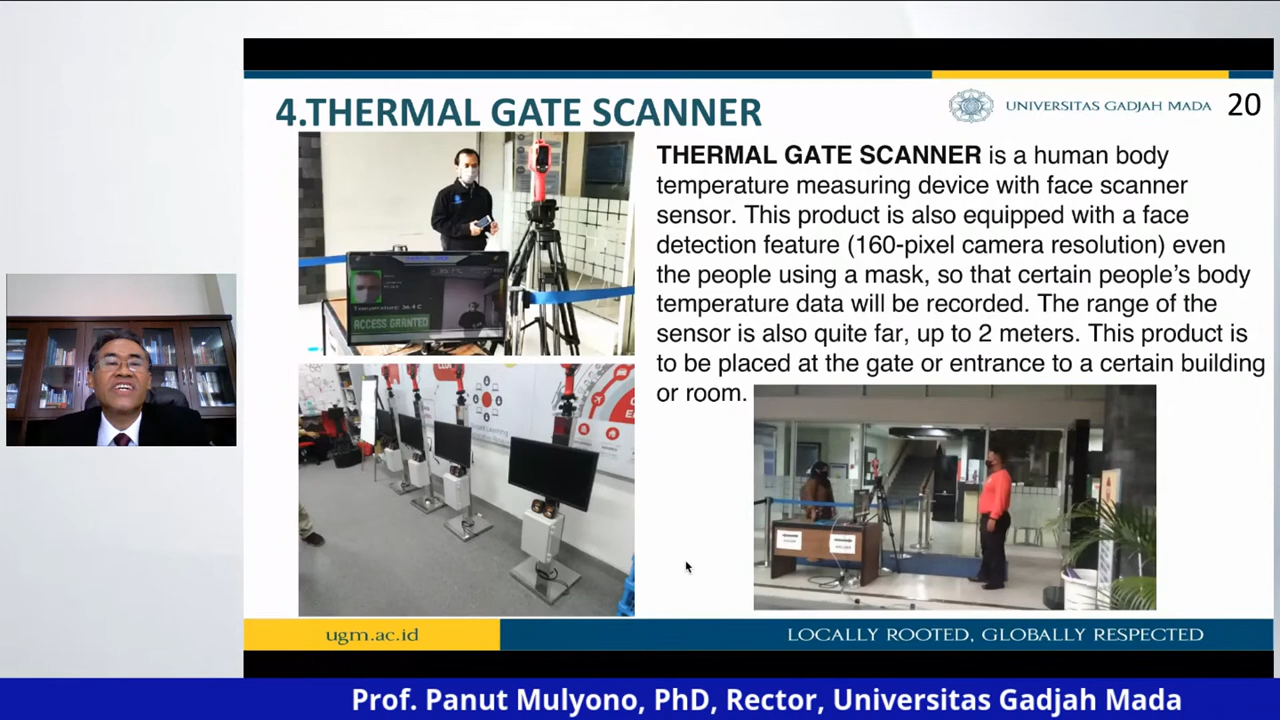 4.THERMAL GATE SCANNER
UNIVERSITAS GADJAH MADA
20
THERMAL GATE SCANNER is a human body
temperature measuring device with face scanner
sensor. This product is also equipped with a face
detection feature (160-pixel camera resolution) even
the people using a mask, so that certain people’s body
temperature data will be recorded. The range of the
sensor is also quite far, up to 2 meters. This product is
to be placed at the gate or entrance to a certain building
or room.
Temperature: 36.4 C
ACCESS GRANTED
ugm.ac.id
LOCALLY ROOTED, GLOBALLY RESPECTED
Prof. Panut Mulyono, PhD, Rector, Universitas Gadjah Mada